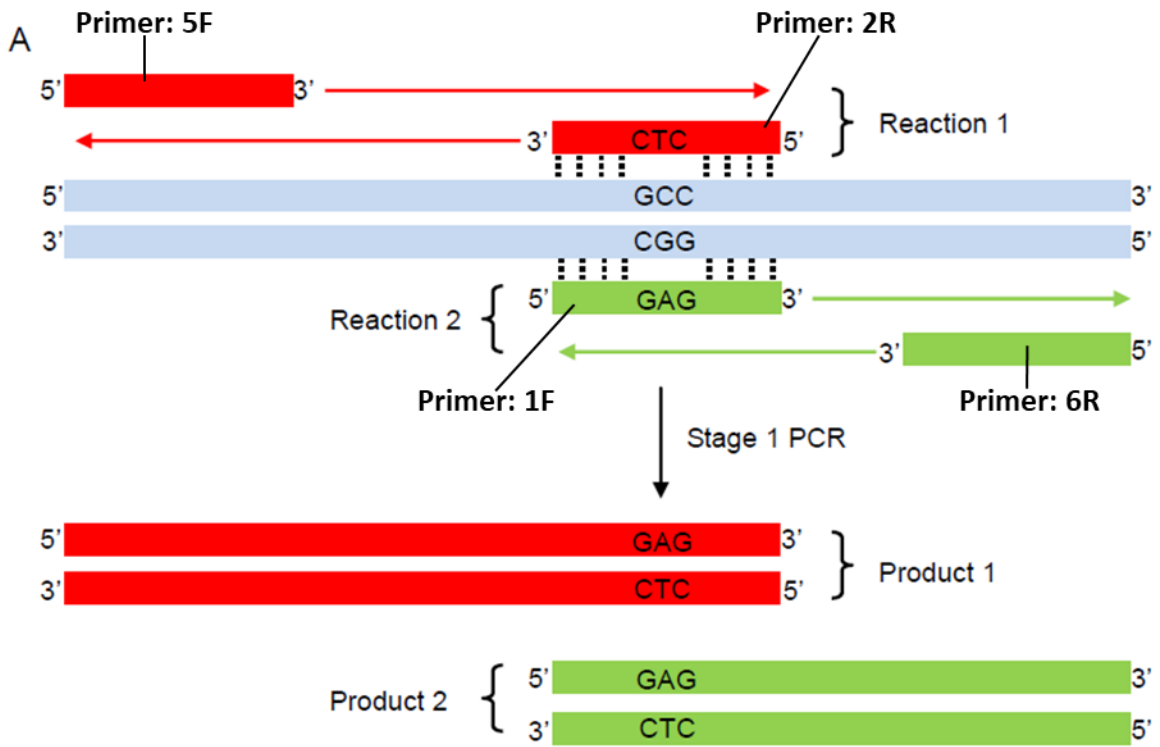 A
Primer: 5F
Primer: 2R
5’ 3’
Reaction 1
3’ CTC 5’
5’ GCC 3’
3’ CGG 5’
5’ GAG 3’
Reaction 2
3’ 5’
Primer: 1F
Primer: 6R
Stage 1 PCR
5’ GAG 3’
Product 1
3’ CTC 5’
5’ GAG 3’
Product 2
3’ CTC 5’